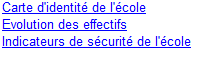 Carte d'identité de l'école
Evolution des effectifs
Indicateurs de sécurité de l'école